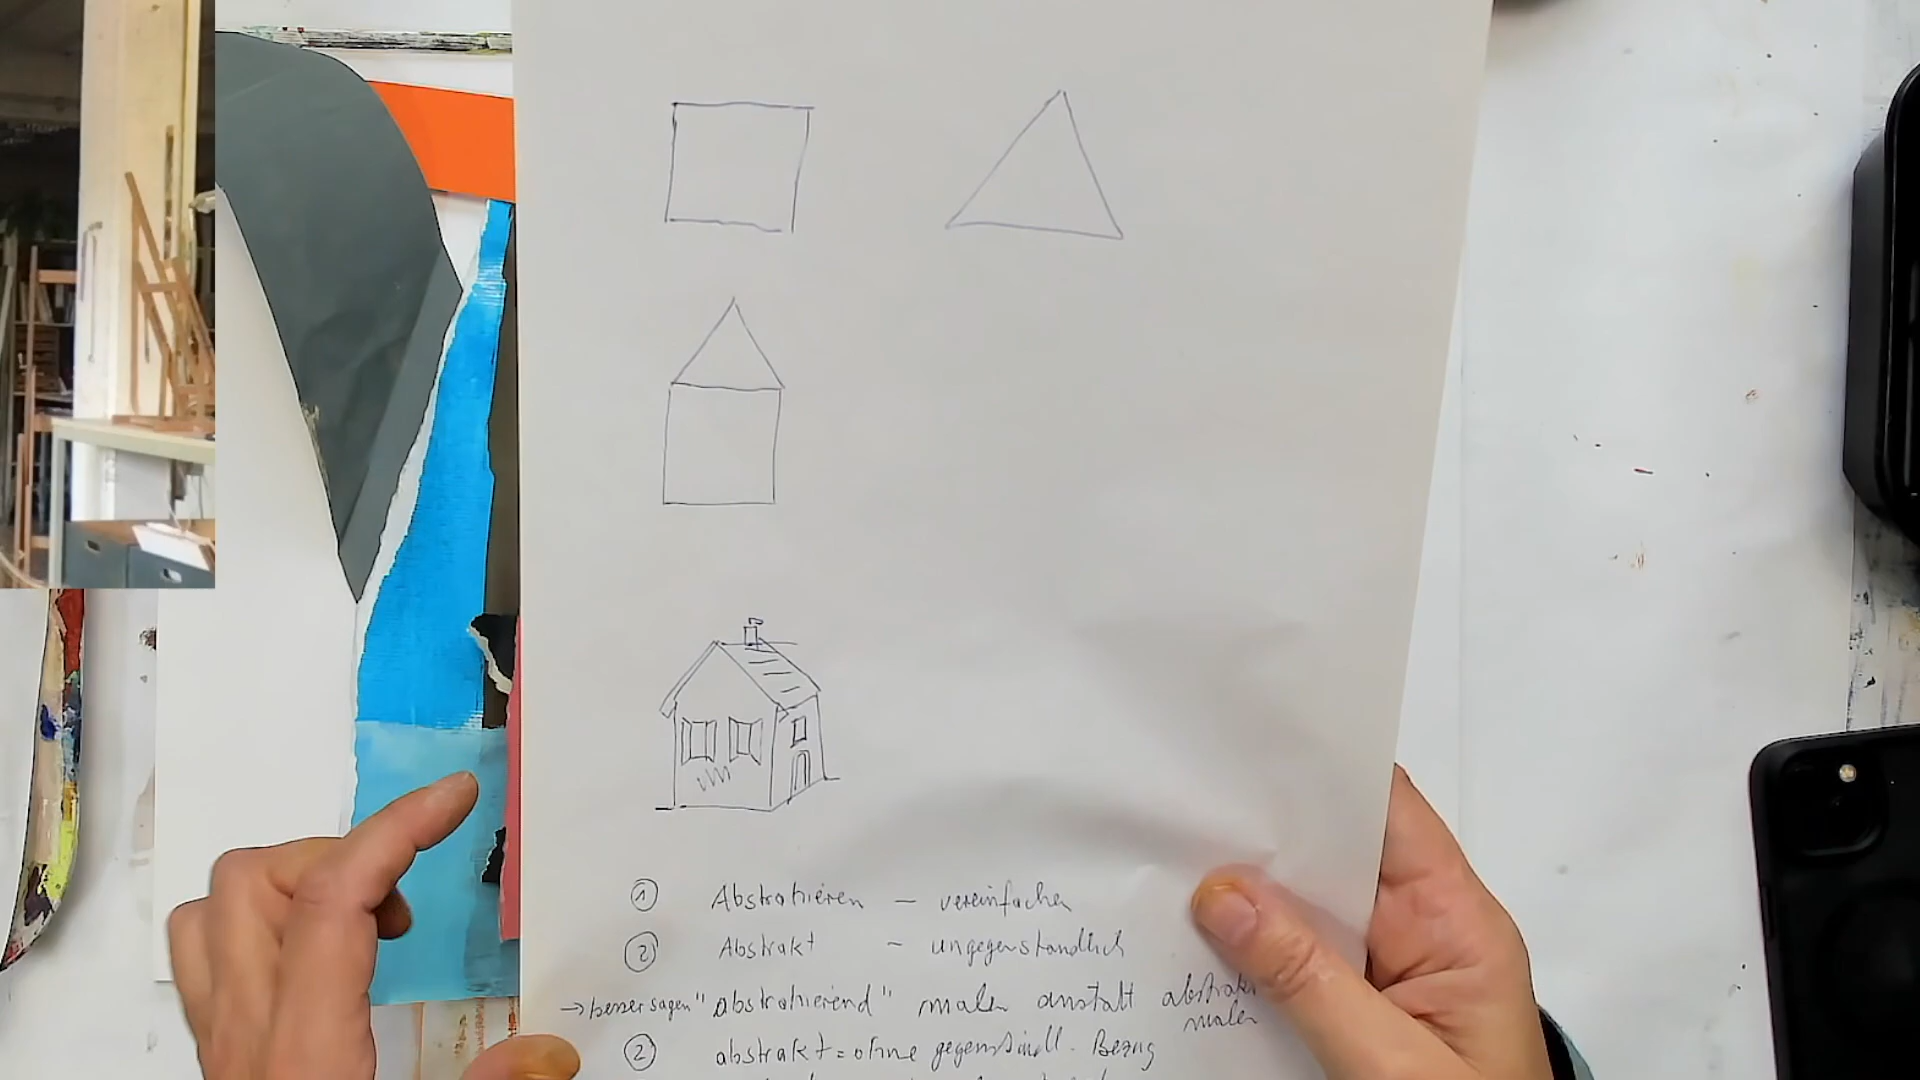 ① Abstrahieren – vereinfachen
② Abstrakt – ungegenständlich
→ besser sagen "abstrahierend" malen anstatt abstrakt
malen
② abstrakt = ohne gegenständl. Bezug